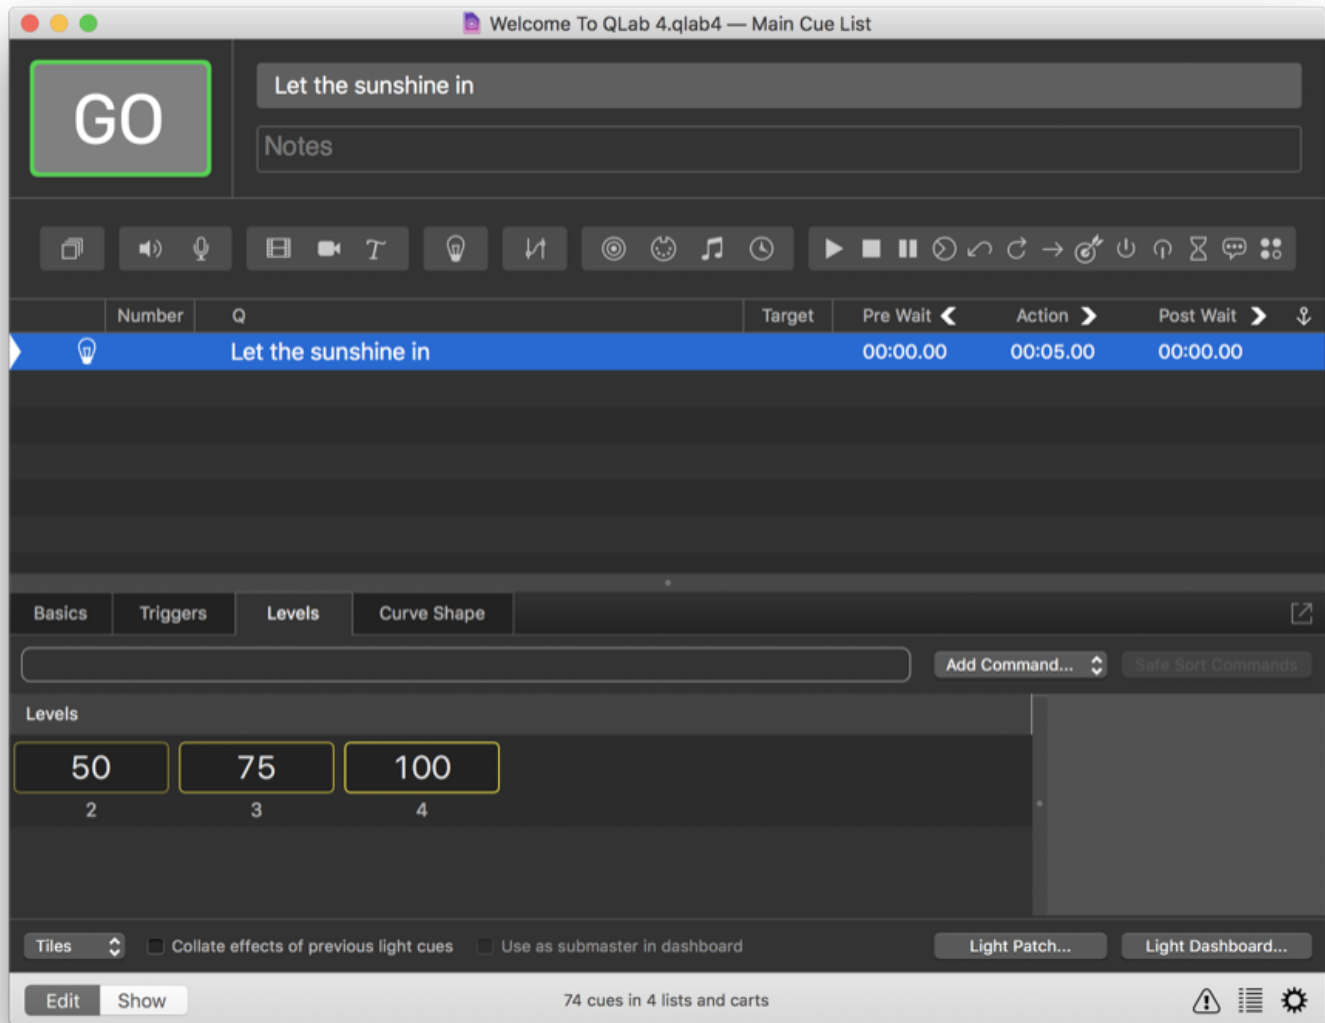 Welcome To QLab 4.qlab4 — Main Cue List
GO
Let the sunshine in
Notes
Number Q Target Pre Wait Action Post Wait
Let the sunshine in 00:00.00 00:05.00 00:00.00
Basics Triggers Levels Curve Shape
Add Command... Safe Sort Commands
Levels
50 75 100
2 3 4
Tiles Collate effects of previous light cues Use as submaster in dashboard Light Patch... Light Dashboard...
Edit Show 74 cues in 4 lists and carts